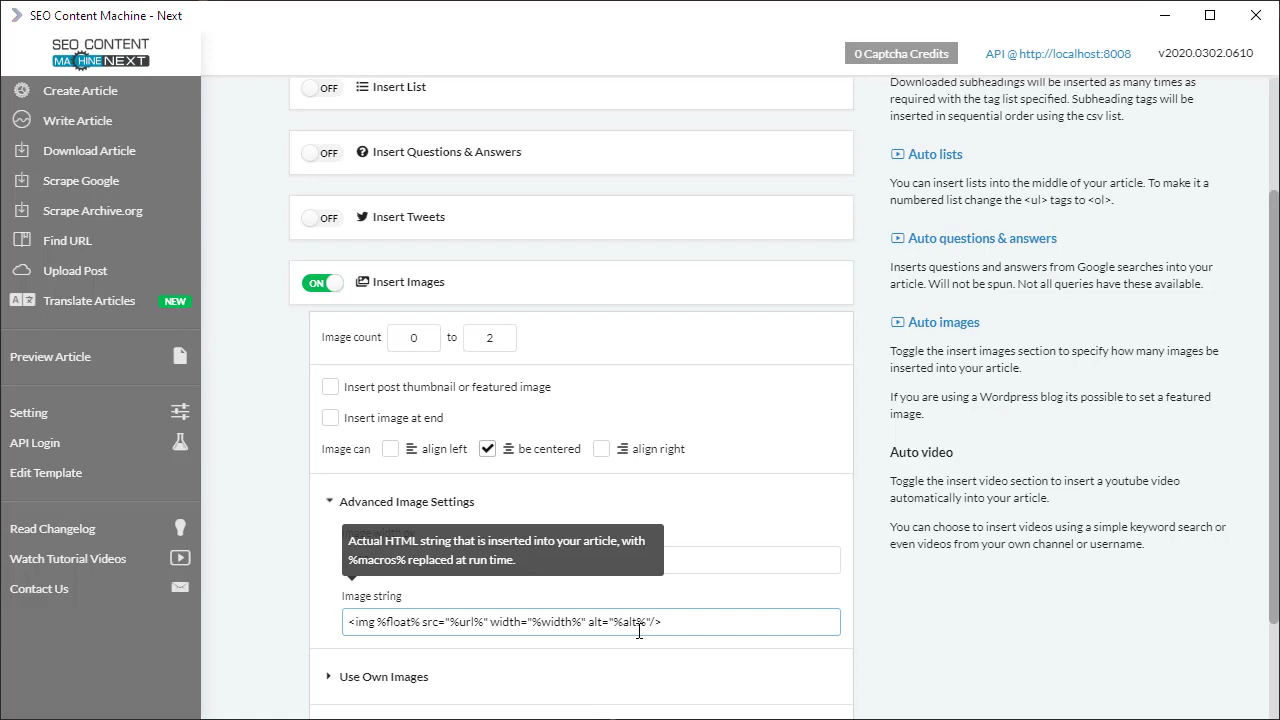 SEO Content Machine - Next
SEO CONTENT
MACHINE NEXT
0 Captcha Credits
API @ http://localhost:8008
v2020.0302.0610
Create Article
Write Article
Download Article
Scrape Google
Scrape Archive.org
Find URL
Upload Post
Translate Articles NEW
Preview Article
Setting
API Login
Edit Template
Read Changelog
Watch Tutorial Videos
Contact Us
OFF Insert List
OFF Insert Questions & Answers
OFF Insert Tweets
ON Insert Images
Image count 0 to 2
Insert post thumbnail or featured image
Insert image at end
Image can align left be centered align right
Advanced Image Settings
Actual HTML string that is inserted into your article, with
%macros% replaced at run time.
Image string
<img %float% src="%url%" width="%width%" alt="%alt%"/>
Use Own Images
Downloaded subheadings will be inserted as many times as
required with the tag list specified. Subheading tags will be
inserted in sequential order using the csv list.
Auto lists
You can insert lists into the middle of your article. To make it a
numbered list change the <ul> tags to <ol>.
Auto questions & answers
Inserts questions and answers from Google searches into your
article. Will not be spun. Not all queries have these available.
Auto images
Toggle the insert images section to specify how many images be
inserted into your article.
If you are using a Wordpress blog its possible to set a featured
image.
Auto video
Toggle the insert video section to insert a youtube video
automatically into your article.
You can choose to insert videos using a simple keyword search or
even videos from your own channel or username.